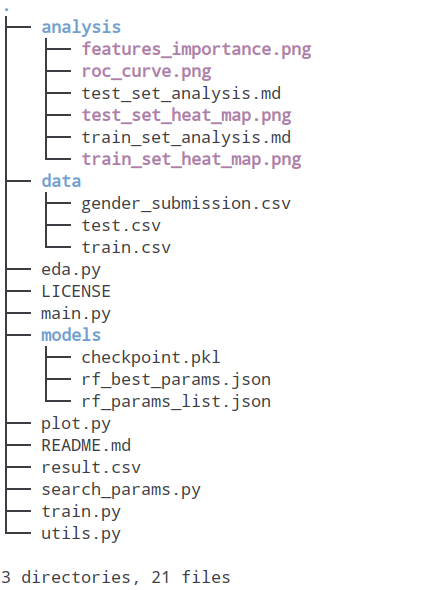 .
├── analysis
│   ├── features_importance.png
│   ├── roc_curve.png
│   ├── test_set_analysis.md
│   ├── test_set_heat_map.png
│   ├── train_set_analysis.md
│   └── train_set_heat_map.png
├── data
│   ├── gender_submission.csv
│   ├── test.csv
│   └── train.csv
├── eda.py
├── LICENSE
├── main.py
├── models
│   ├── checkpoint.pkl
│   ├── rf_best_params.json
│   └── rf_params_list.json
├── plot.py
├── README.md
├── result.csv
├── search_params.py
├── train.py
└── utils.py

3 directories, 21 files